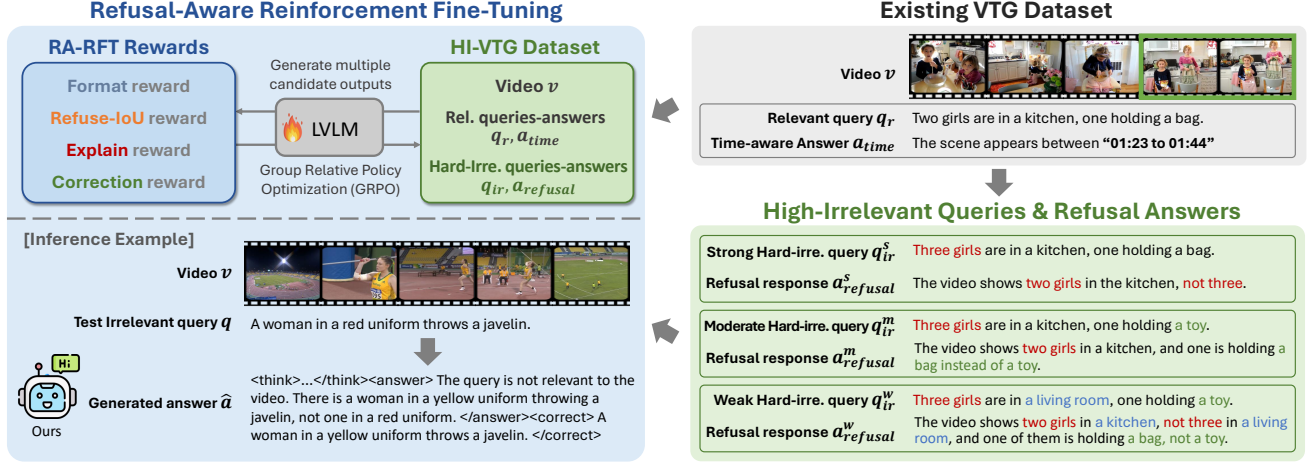 Refusal-Aware Reinforcement Fine-Tuning
RA-RFT Rewards
Format reward
Refuse-IoU reward
Explain reward
Correction reward
Generate multiple
candidate outputs
LVLM
Group Relative Policy
Optimization (GRPO)
HI-VTG Dataset
Video v
Rel. queries-answers
q_r, a_time
Hard-Irre. queries-answers
q_ir, a_refusal
[Inference Example]
Video v
Test Irrelevant query q
A woman in a red uniform throws a javelin.
Hi
Ours
Generated answer â
<think>...</think><answer> The query is not relevant to the
video. There is a woman in a yellow uniform throwing a
javelin, not one in a red uniform. </answer><correct> A
woman in a yellow uniform throws a javelin. </correct>
Existing VTG Dataset
Video v
Relevant query q_r
Two girls are in a kitchen, one holding a bag.
Time-aware Answer a_time
The scene appears between “01:23 to 01:44”
High-Irrelevant Queries & Refusal Answers
Strong Hard-irre. query q_ir^s
Three girls are in a kitchen, one holding a bag.
Refusal response a_refusal^s
The video shows two girls in the kitchen, not three.
Moderate Hard-irre. query q_ir^m
Three girls are in a kitchen, one holding a toy.
Refusal response a_refusal^m
The video shows two girls in a kitchen, and one is holding a
bag instead of a toy.
Weak Hard-irre. query q_ir^w
Three girls are in a living room, one holding a toy.
Refusal response a_refusal^w
The video shows two girls in a kitchen, not three in a living
room, and one of them is holding a bag, not a toy.